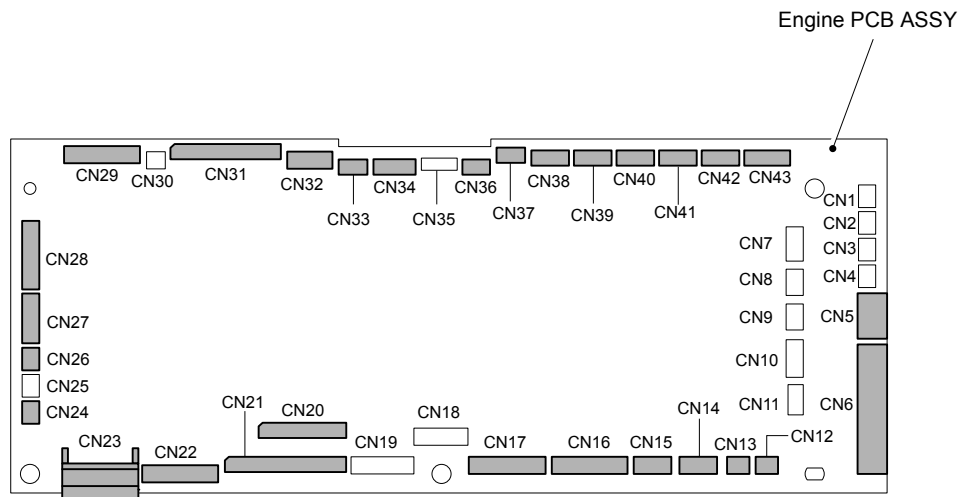 Engine PCB ASSY
CN29
CN30
CN31
CN32
CN33
CN34
CN35
CN36
CN37
CN38
CN39
CN40
CN41
CN42
CN43
CN1
CN2
CN3
CN4
CN5
CN6
CN7
CN8
CN9
CN10
CN11
CN28
CN27
CN26
CN25
CN24
CN23
CN22
CN21
CN20
CN19
CN18
CN17
CN16
CN15
CN14
CN13
CN12